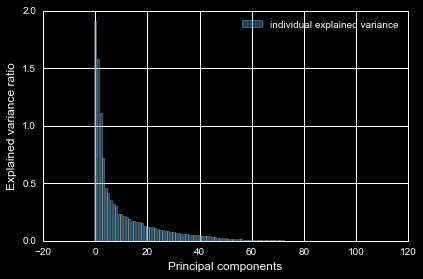 2.0
individual explained variance
1.5
1.0
0.5
0.0
Explained variance ratio
−20 0 20 40 60 80 100 120
Principal components